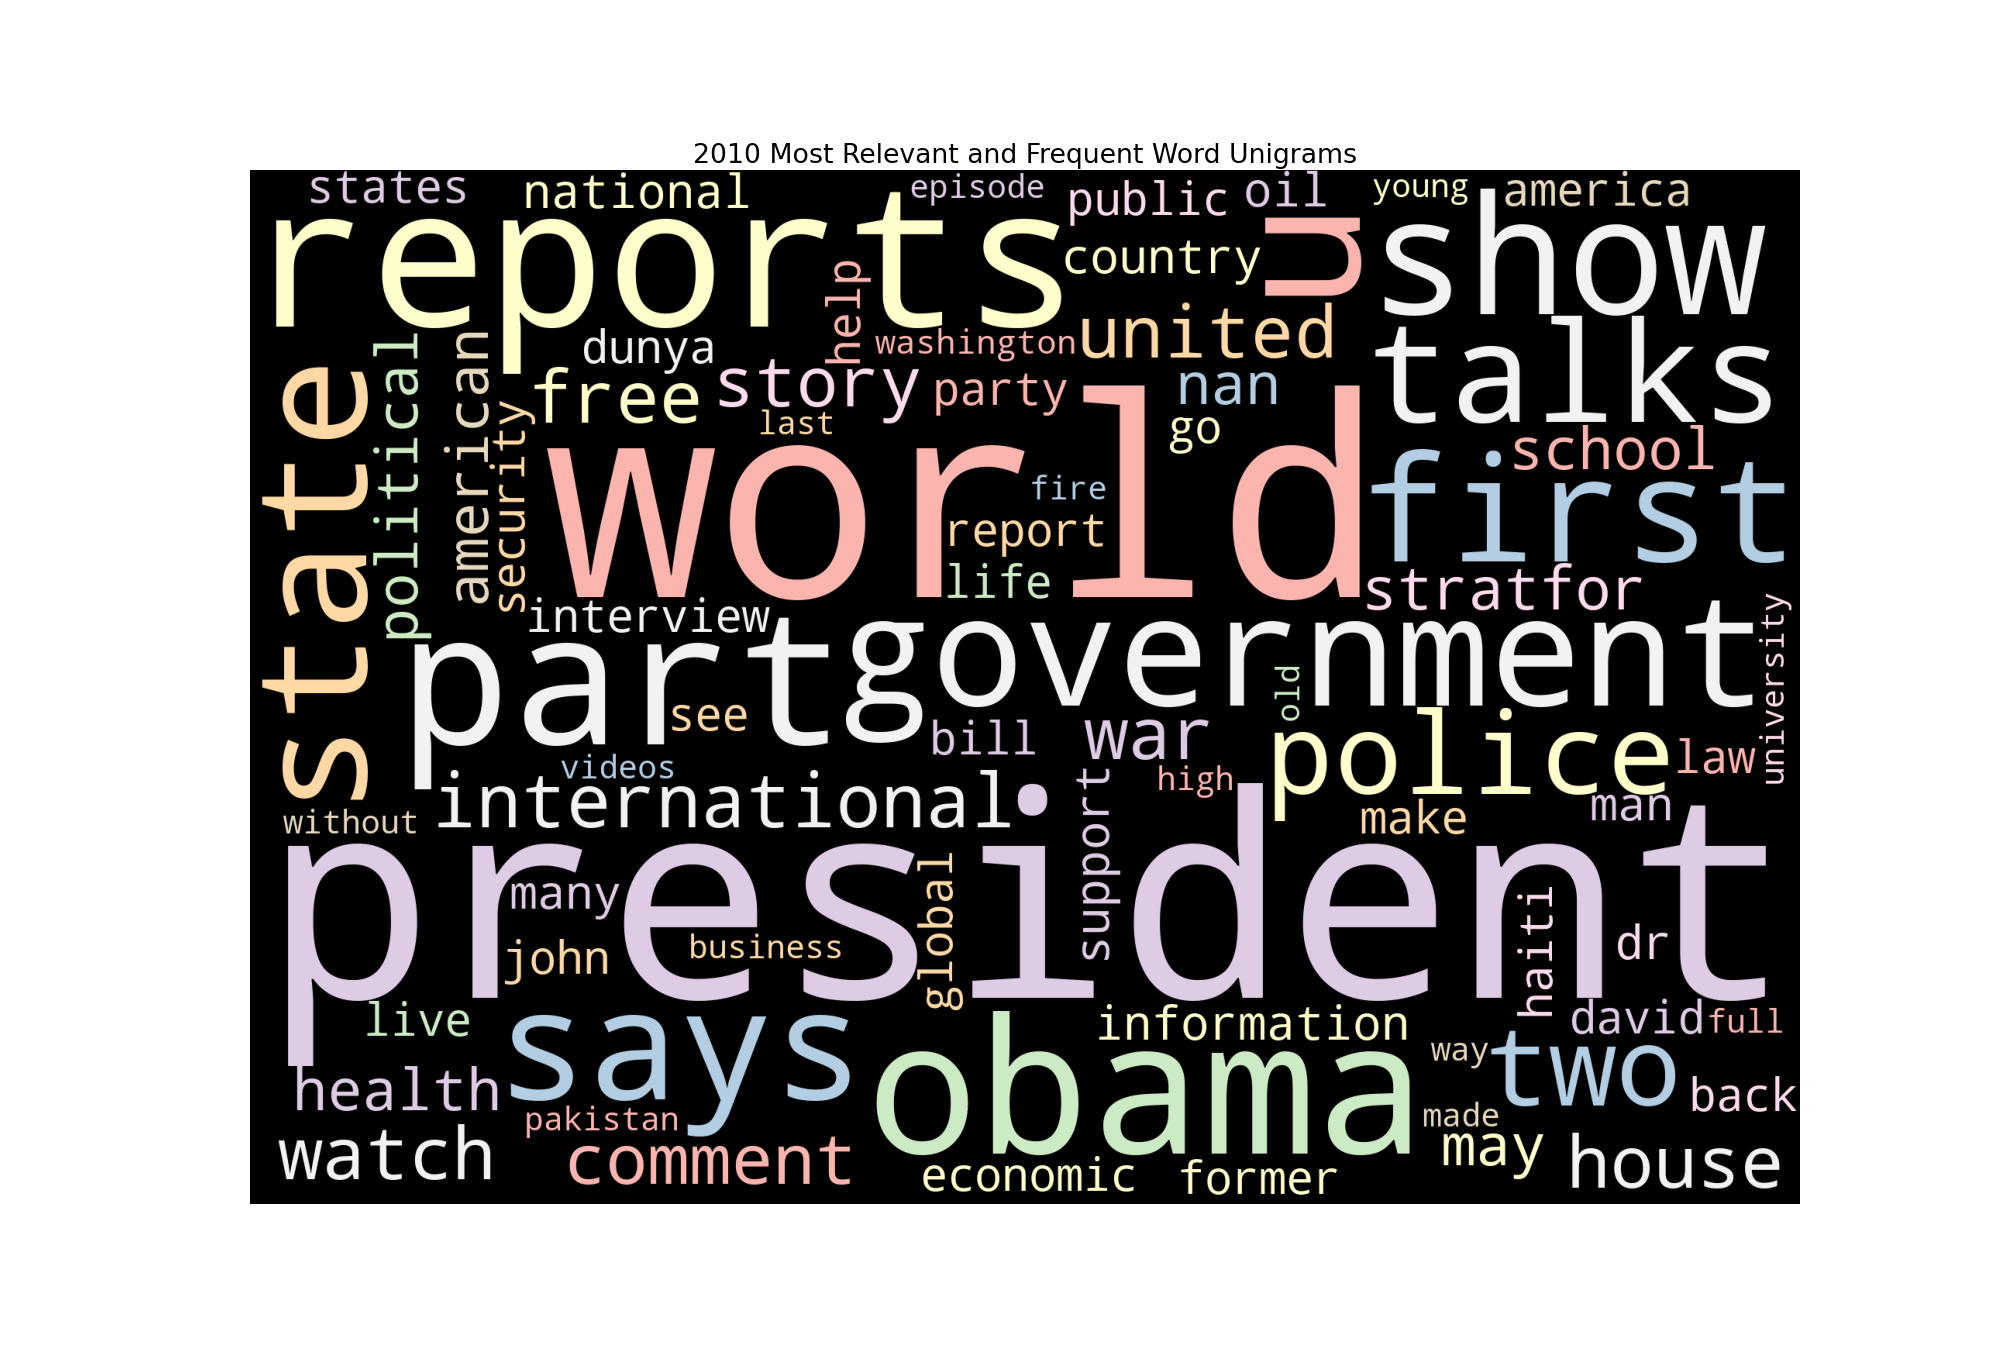 2010 Most Relevant and Frequent Word Unigrams
states
national
episode
public
oil
young
america
reports
country
u
show
help
dunya
washington
united
talks
political
american
free
story
party
nan
state
security
last
go
school
world
fire
first
report
life
stratfor
interview
government
university
part
see
old
bill
war
police
law
videos
high
international
support
make
man
without
president
many
global
haiti
john
business
dr
live
says
obama
information
david
full
way
two
health
back
pakistan
made
watch
comment
economic
former
may
house